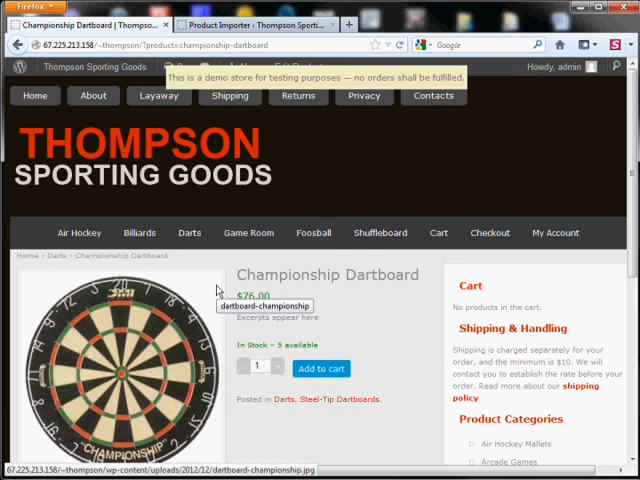 Firefox
Championship Dartboard | Thompso...
Product Importer ‹ Thompson Sporti...
67.225.213.158/~thompson/?product=championship-dartboard
Google
Thompson Sporting Goods
Howdy, admin
This is a demo store for testing purposes — no orders shall be fulfilled.
Home
About
Layaway
Shipping
Returns
Privacy
Contacts
THOMPSON
SPORTING GOODS
Air Hockey
Billiards
Darts
Game Room
Foosball
Shuffleboard
Cart
Checkout
My Account
Home › Darts › Championship Dartboard
Championship Dartboard
$76.00
dartboard-championship
Excerpts appear here
In Stock – 5 available
- 1 +
Add to cart
Posted in Darts, Steel-Tip Dartboards.
Cart
No products in the cart.
Shipping & Handling
Shipping is charged separately for your
order, and the minimum is $10. We will
contact you to establish the rate before your
order. Read more about our shipping
policy
Product Categories
Air Hockey Mallets
Arcade Games
"CHAMPIONSHIP"
67.225.213.158/~thompson/wp-content/uploads/2012/12/dartboard-championship.jpg